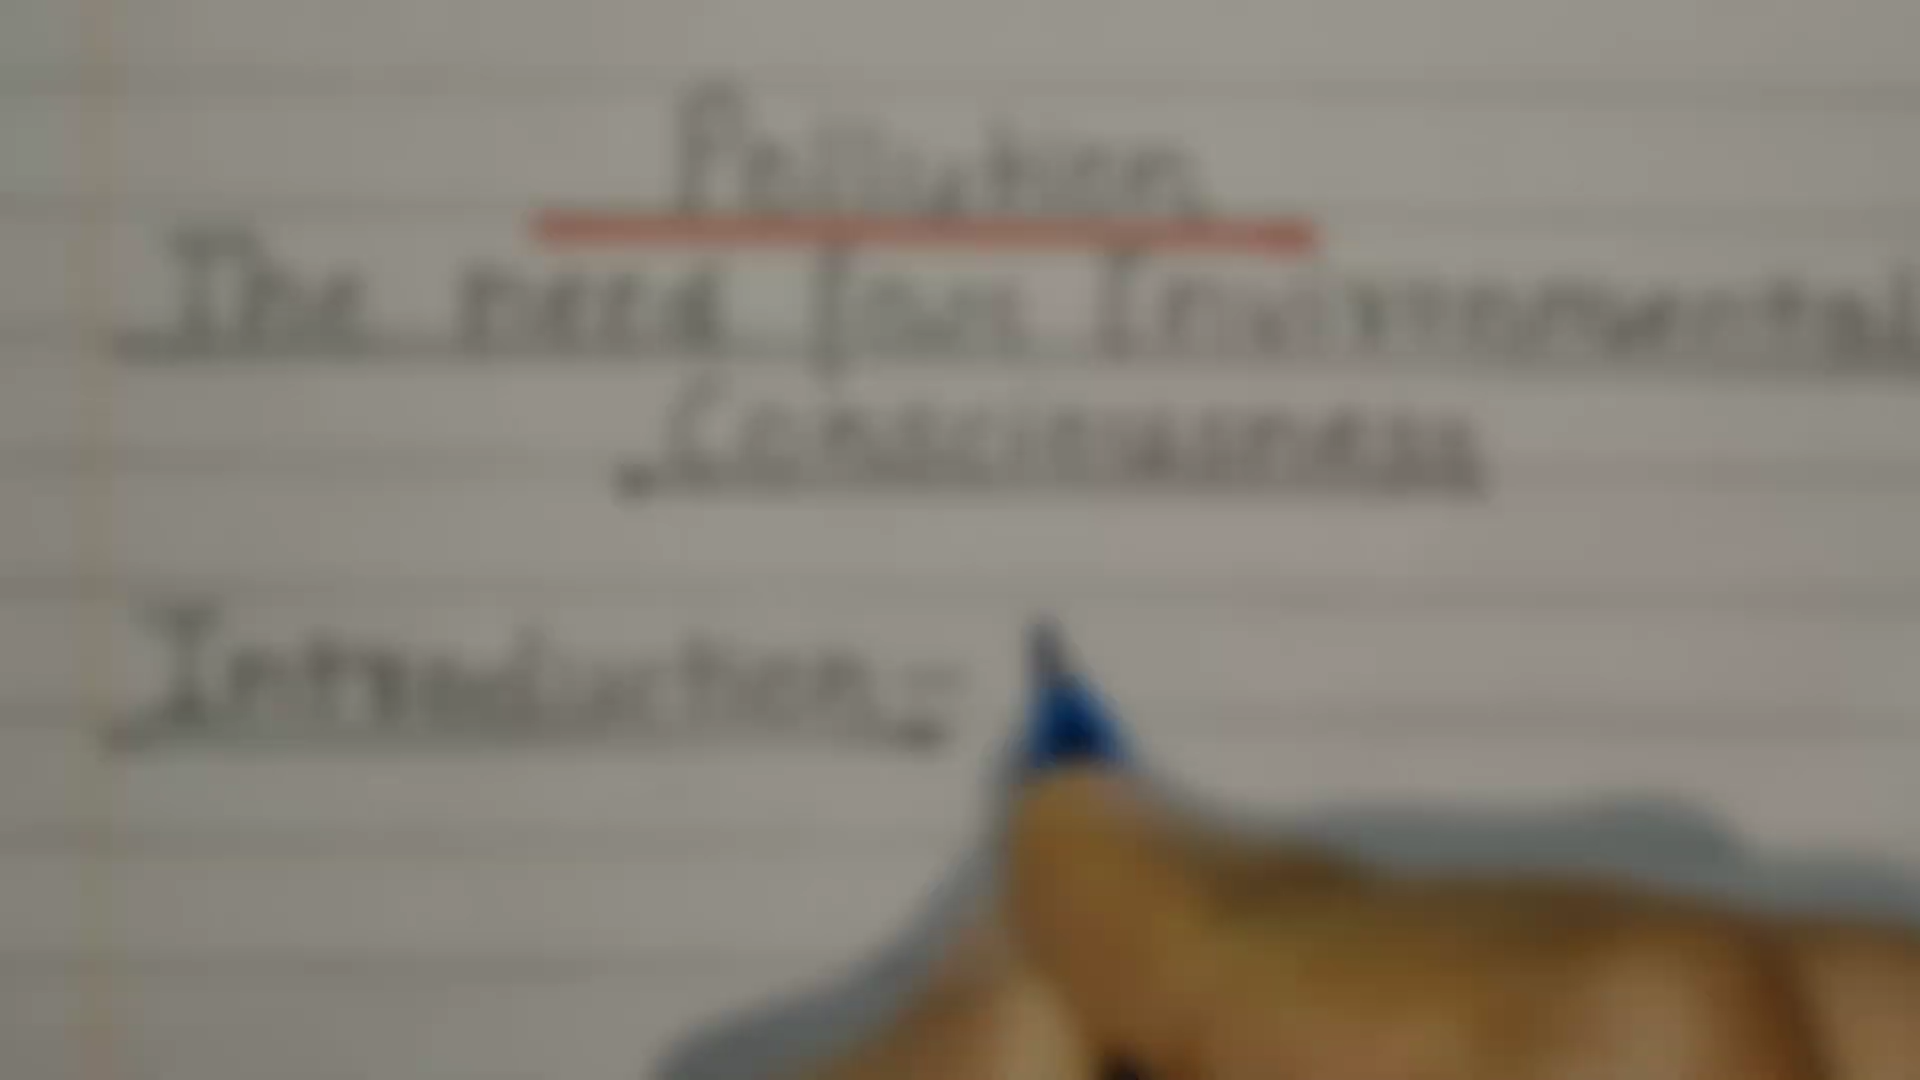 Pollution
The need for Environmental
Consciousness
Introduction:-